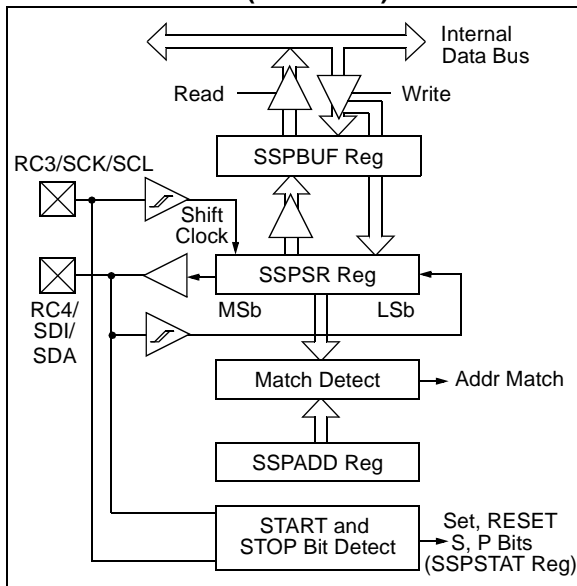 Internal
Data Bus
Read
Write
SSPBUF Reg
RC3/SCK/SCL
Shift
Clock
SSPSR Reg
MSb
LSb
RC4/
SDI/
SDA
Match Detect
Addr Match
SSPADD Reg
START and
STOP Bit Detect
Set, RESET
S, P Bits
(SSPSTAT Reg)